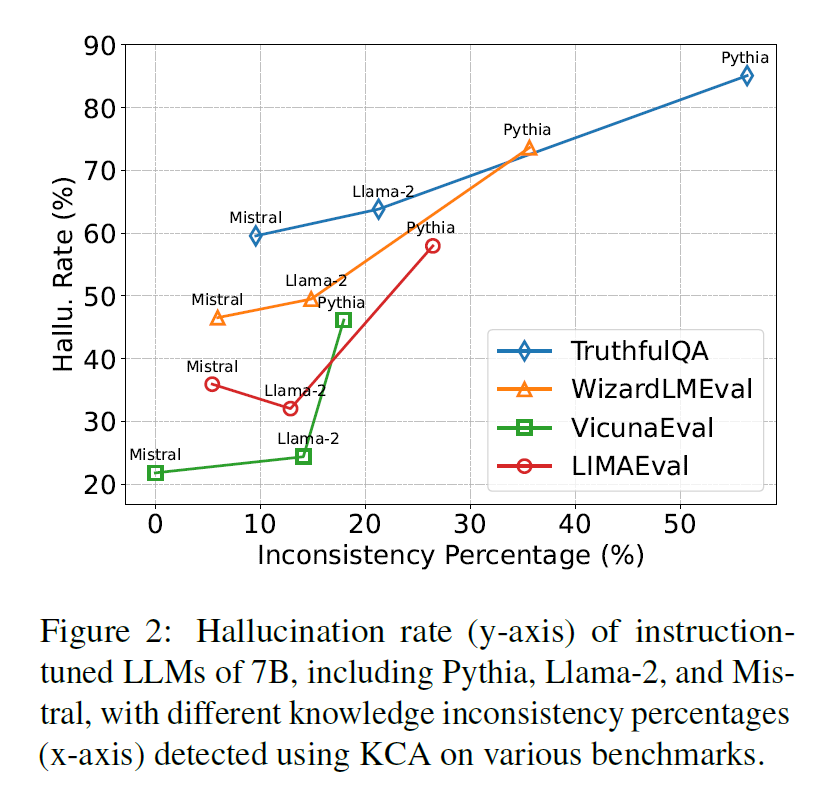 90
80
70
60
50
40
30
20
Hallu. Rate (%)
Pythia
Pythia
Llama-2
Mistral
Pythia
Llama-2
Mistral
Pythia
Mistral
Llama-2
Llama-2
Mistral
TruthfulQA
WizardLMEval
VicunaEval
LIMAEval
0 10 20 30 40 50
Inconsistency Percentage (%)
Figure 2: Hallucination rate (y-axis) of instruction-
tuned LLMs of 7B, including Pythia, Llama-2, and Mis-
tral, with different knowledge inconsistency percentages
(x-axis) detected using KCA on various benchmarks.